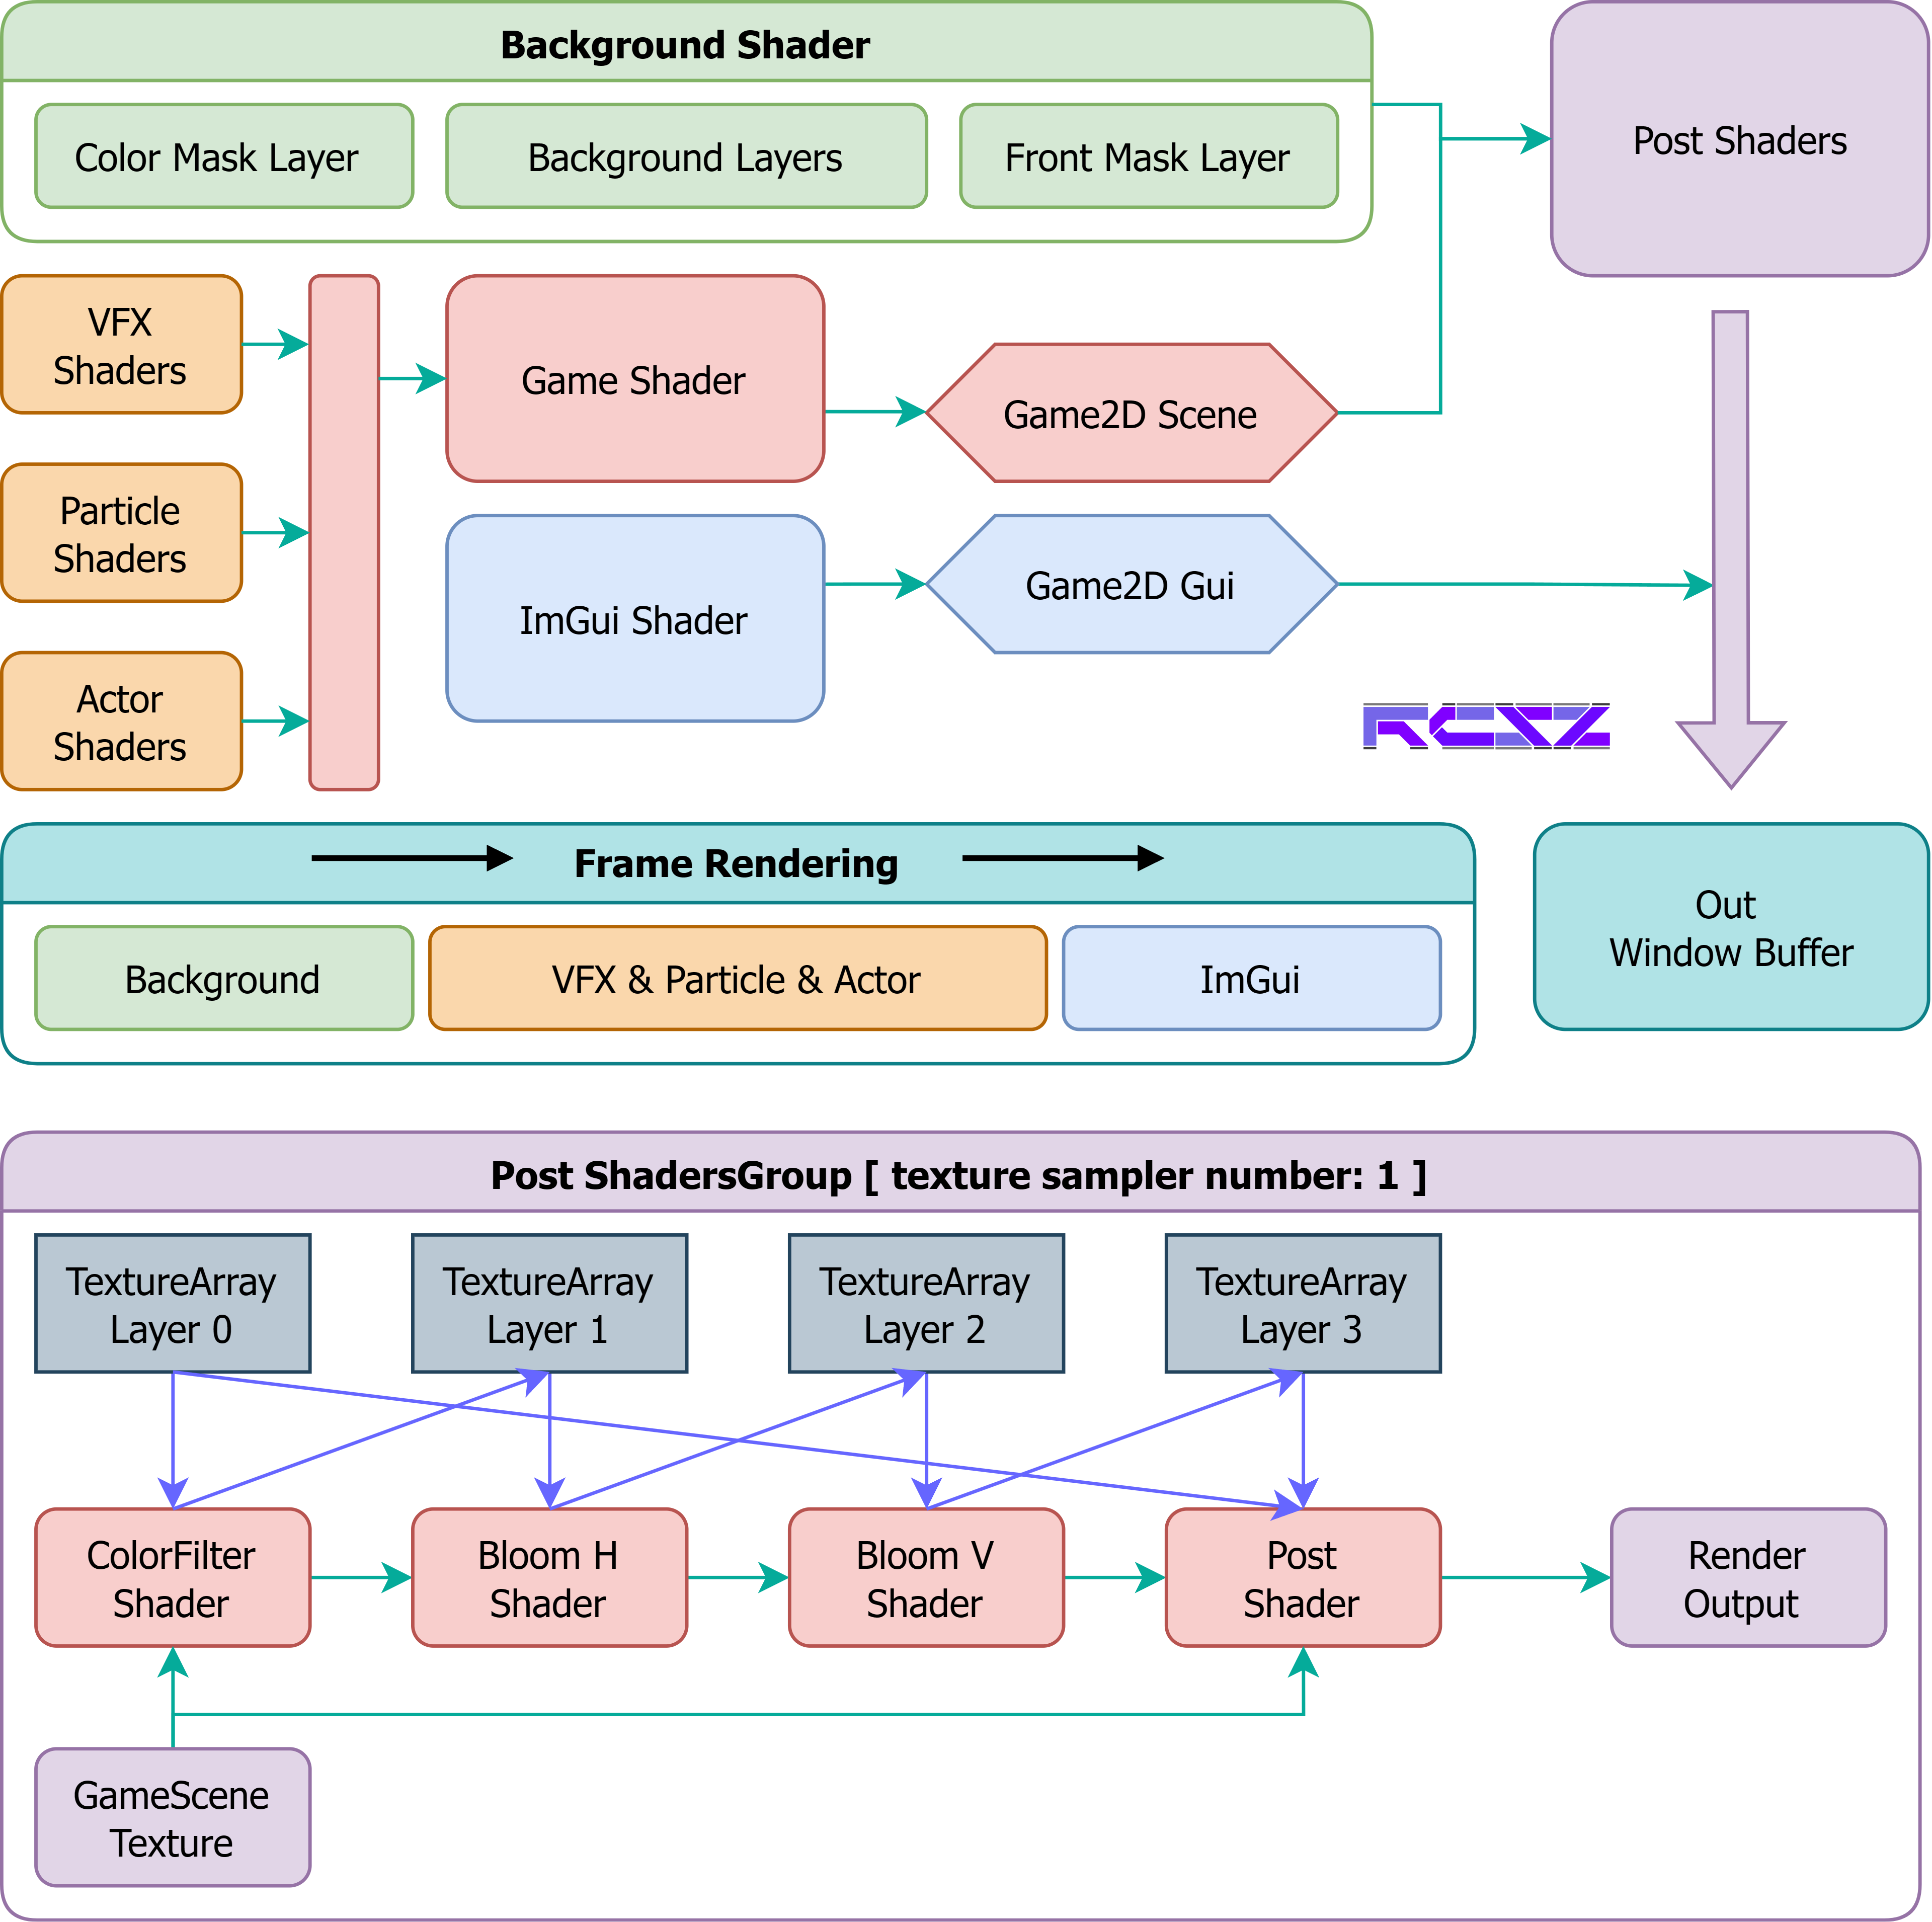 Background Shader
Color Mask Layer
Background Layers
Front Mask Layer
Post Shaders
VFX
Shaders
Game Shader
Game2D Scene
Particle
Shaders
ImGui Shader
Game2D Gui
Actor
Shaders
Frame Rendering
Background
VFX & Particle & Actor
ImGui
Out
Window Buffer
Post ShadersGroup [ texture sampler number: 1 ]
TextureArray
Layer 0
TextureArray
Layer 1
TextureArray
Layer 2
TextureArray
Layer 3
ColorFilter
Shader
Bloom H
Shader
Bloom V
Shader
Post
Shader
Render
Output
GameScene
Texture